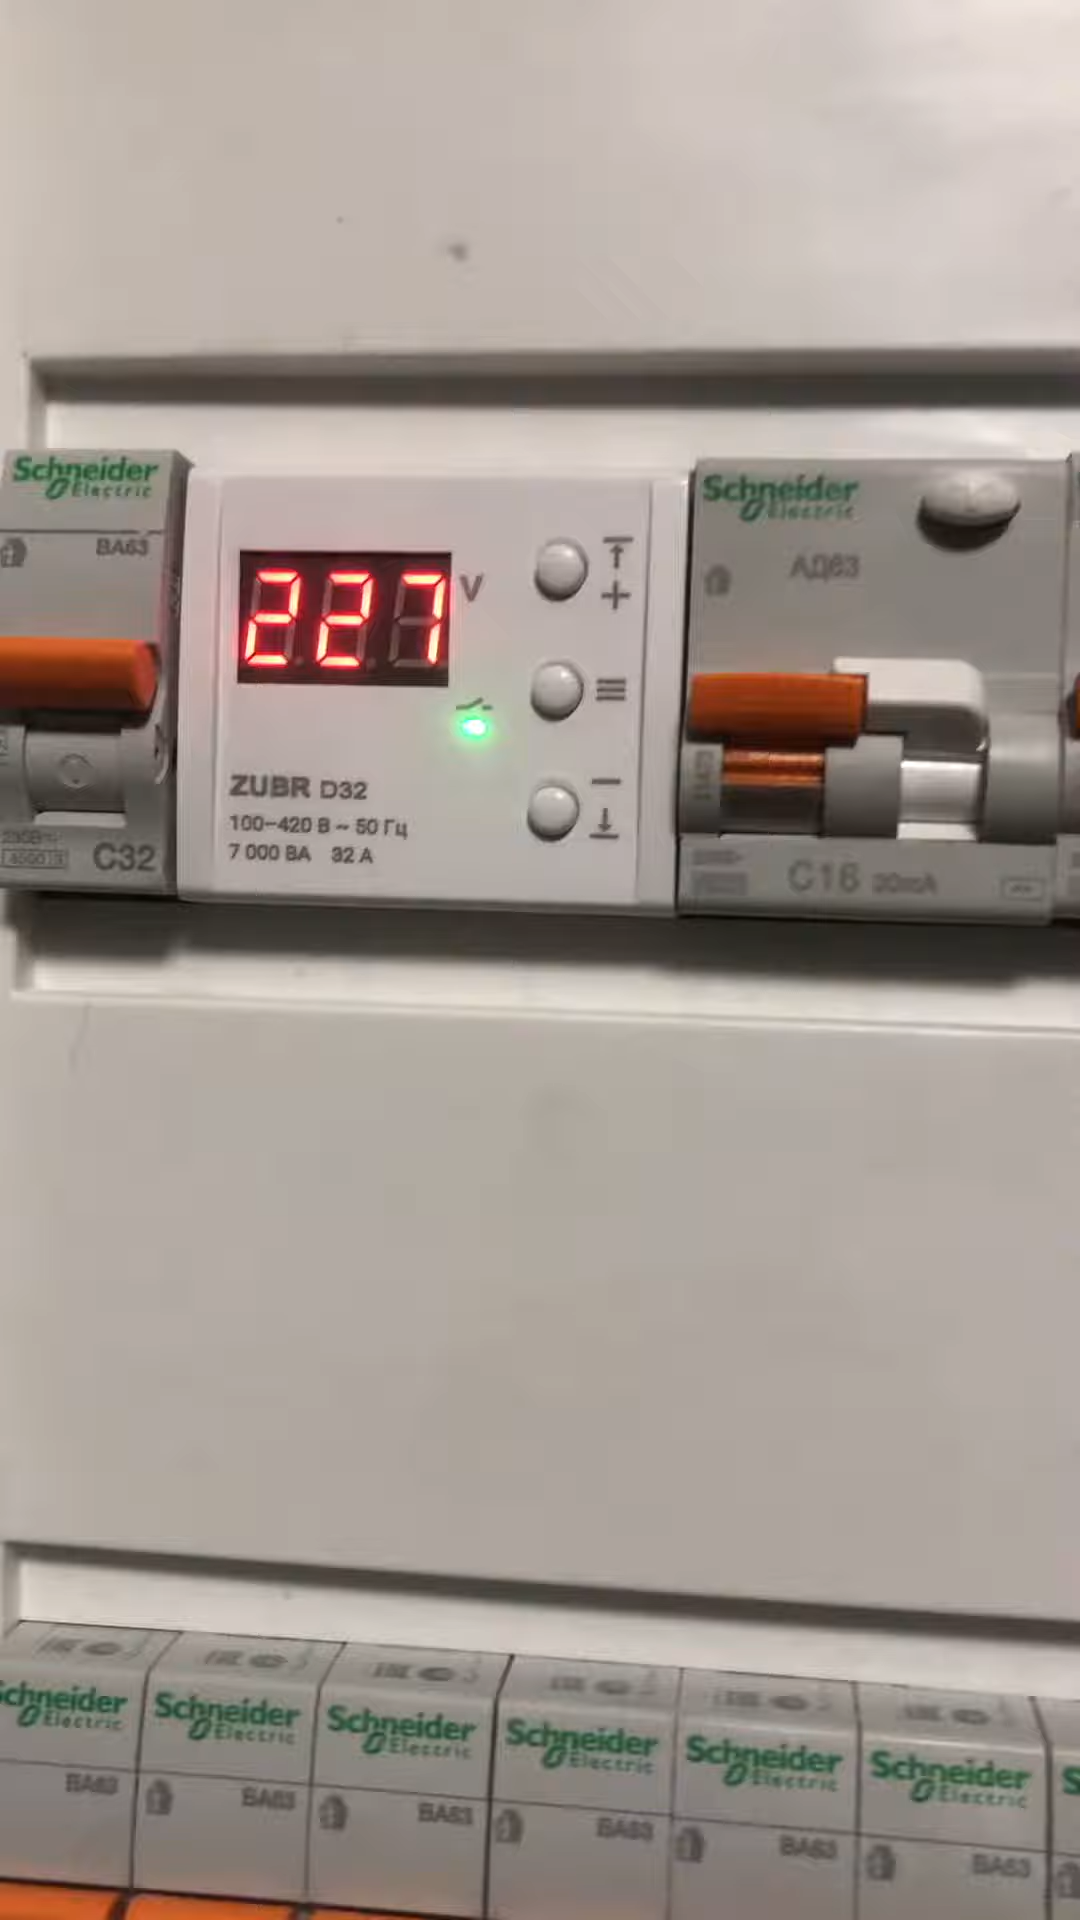 Schneider
Electric
ВА63
230В~
4500
C32
227
V
ZUBR D32
100–420 В ~ 50 Гц
7 000 ВА 32 А
Schneider
Electric
АД63
C16 30mA
Schneider
Electric
ВА63
Schneider
Electric
ВА63
Schneider
Electric
ВА63
Schneider
Electric
ВА63
Schneider
Electric
ВА63
Schneider
Electric
ВА63